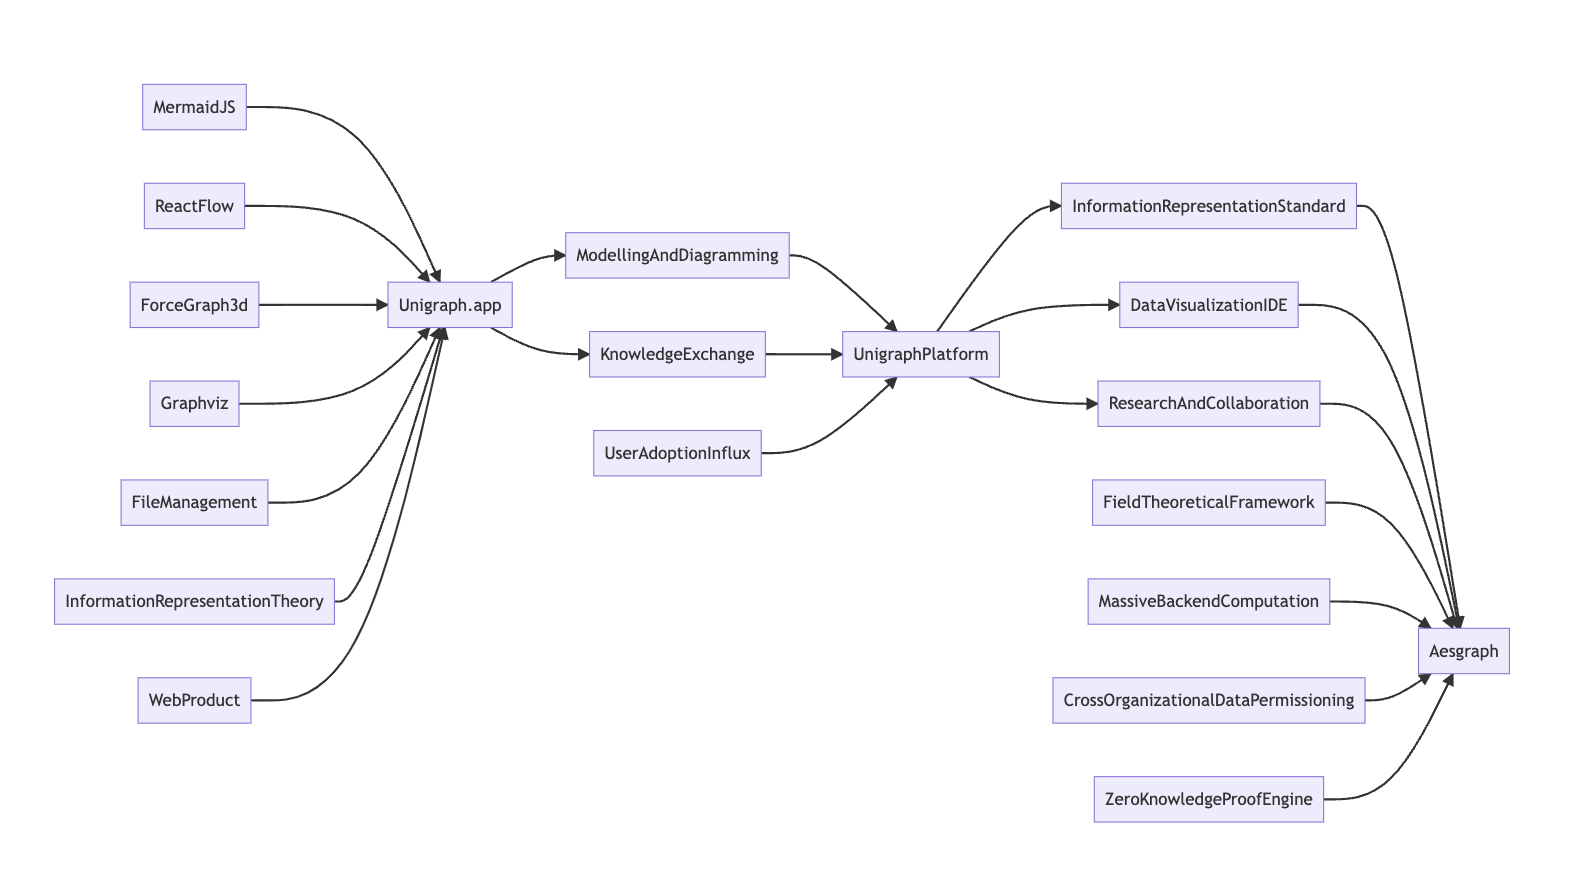 MermaidJS
ReactFlow
ForceGraph3d
Graphviz
FileManagement
InformationRepresentationTheory
WebProduct
Unigraph.app
ModellingAndDiagramming
KnowledgeExchange
UserAdoptionInflux
UnigraphPlatform
InformationRepresentationStandard
DataVisualizationIDE
ResearchAndCollaboration
FieldTheoreticalFramework
MassiveBackendComputation
CrossOrganizationalDataPermissioning
ZeroKnowledgeProofEngine
Aesgraph